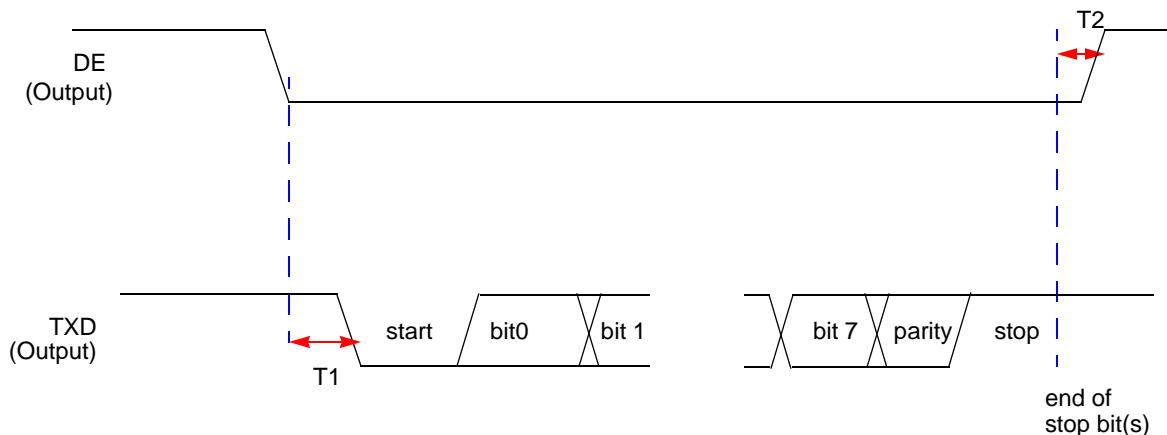 T2
DE
(Output)
TXD
(Output)
start
bit0
bit 1
bit 7
parity
stop
T1
end of
stop bit(s)